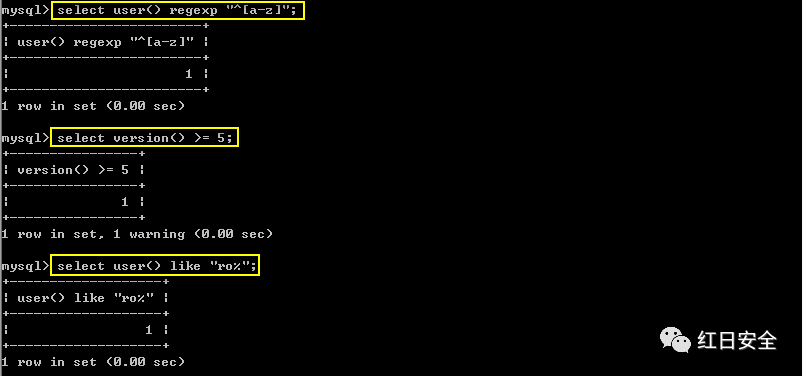 mysql> select user() regexp "^[a-z]";
+------------------------+
| user() regexp "^[a-z]" |
+------------------------+
|                      1 |
+------------------------+
1 row in set (0.00 sec)
mysql> select version() >= 5;
+----------------+
| version() >= 5 |
+----------------+
|              1 |
+----------------+
1 row in set, 1 warning (0.00 sec)
mysql> select user() like "ro%";
+-------------------+
| user() like "ro%" |
+-------------------+
|                 1 |
+-------------------+
1 row in set (0.00 sec)
红日安全